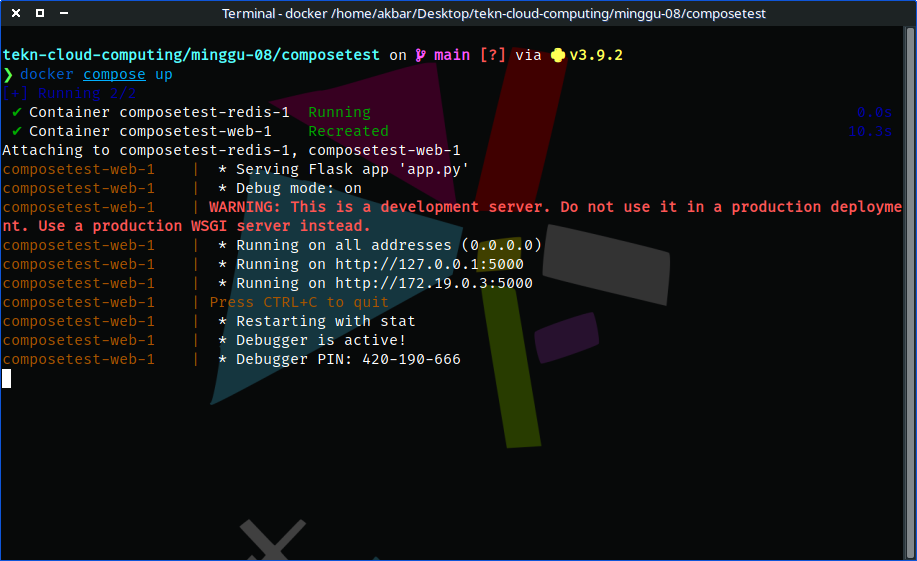 Terminal - docker /home/akbar/Desktop/tekn-cloud-computing/minggu-08/composetest
tekn-cloud-computing/minggu-08/composetest on main [?] via v3.9.2
❯ docker compose up
[+] Running 2/2
✔ Container composetest-redis-1 Running 0.0s
✔ Container composetest-web-1 Recreated 10.3s
Attaching to composetest-redis-1, composetest-web-1
composetest-web-1 | * Serving Flask app 'app.py'
composetest-web-1 | * Debug mode: on
composetest-web-1 | WARNING: This is a development server. Do not use it in a production deployme
nt. Use a production WSGI server instead.
composetest-web-1 | * Running on all addresses (0.0.0.0)
composetest-web-1 | * Running on http://127.0.0.1:5000
composetest-web-1 | * Running on http://172.19.0.3:5000
composetest-web-1 | Press CTRL+C to quit
composetest-web-1 | * Restarting with stat
composetest-web-1 | * Debugger is active!
composetest-web-1 | * Debugger PIN: 420-190-666